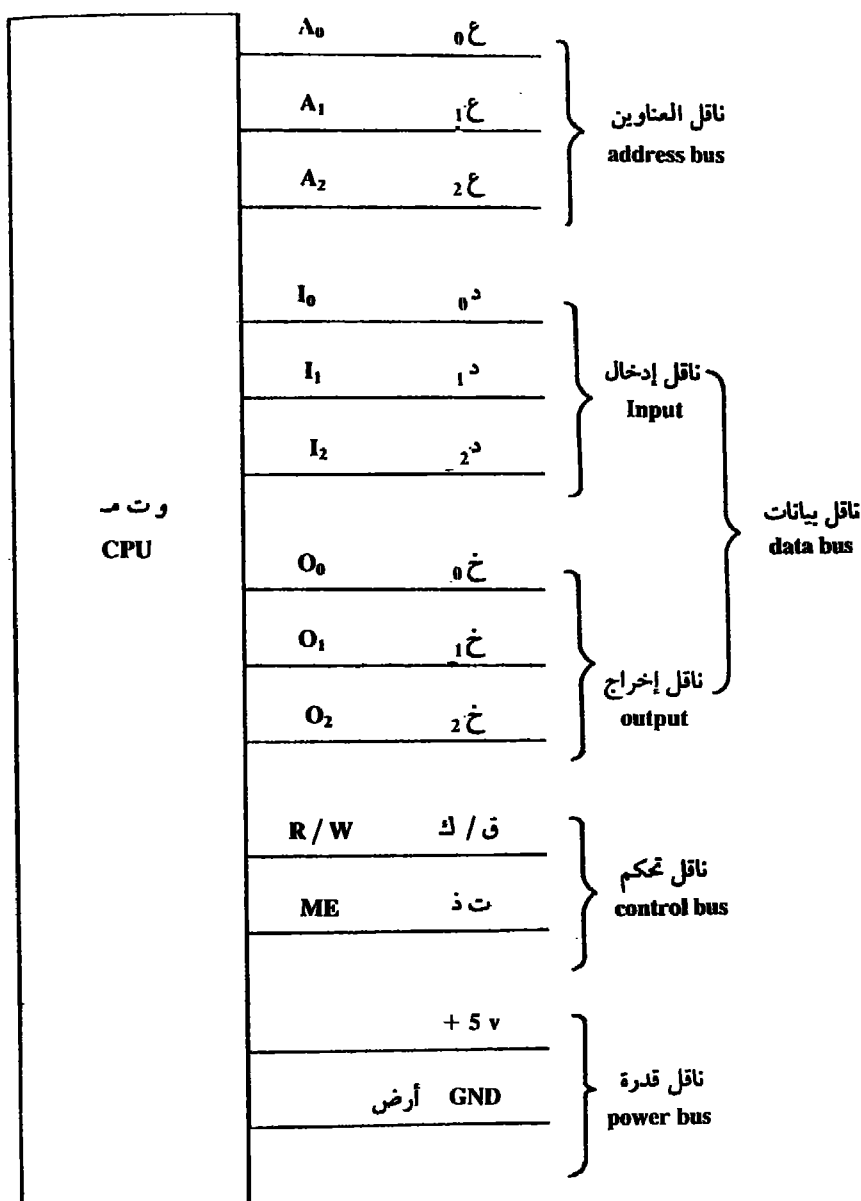 A₀ ع₀
A₁ ع₁
A₂ ع₂
ناقل العناوين
address bus
I₀ د₀
I₁ د₁
I₂ د₂
ناقل إدخال
Input
و ت مـ
CPU
ناقل بيانات
data bus
O₀ خ₀
O₁ خ₁
O₂ خ₂
ناقل إخراج
output
R / W ق / ك
ME ت ذ
ناقل تحكم
control bus
+ 5 v
GND أرض
ناقل قدرة
power bus